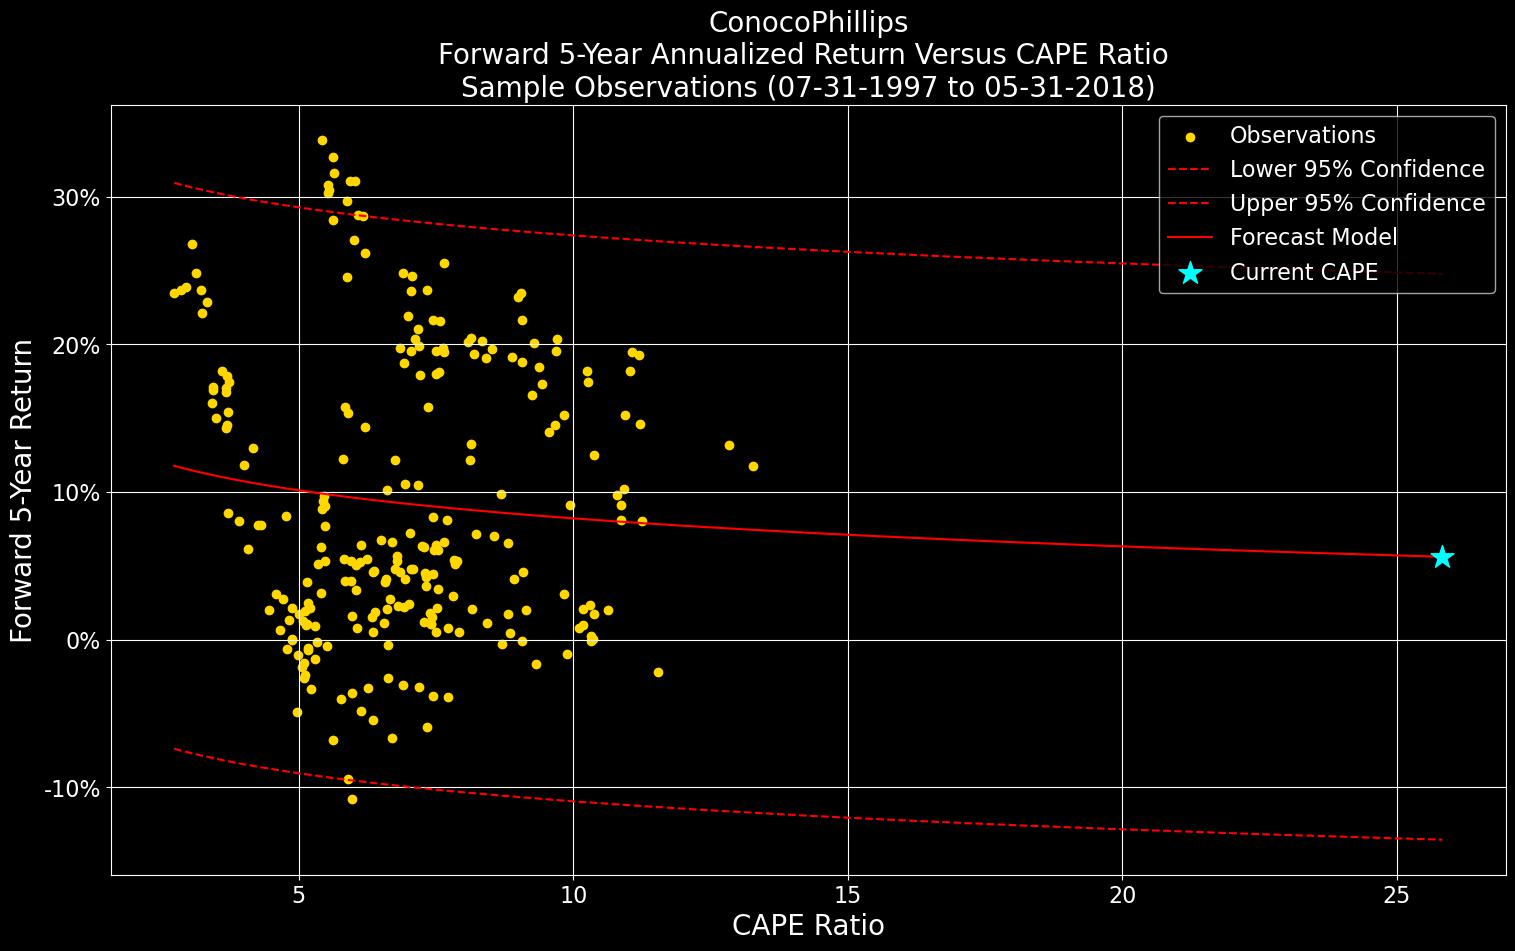 ConocoPhillips
Forward 5-Year Annualized Return Versus CAPE Ratio
Sample Observations (07-31-1997 to 05-31-2018)
Observations
Lower 95% Confidence
Upper 95% Confidence
Forecast Model
Current CAPE
Forward 5-Year Return
30%
20%
10%
0%
-10%
5
10
15
20
25
CAPE Ratio